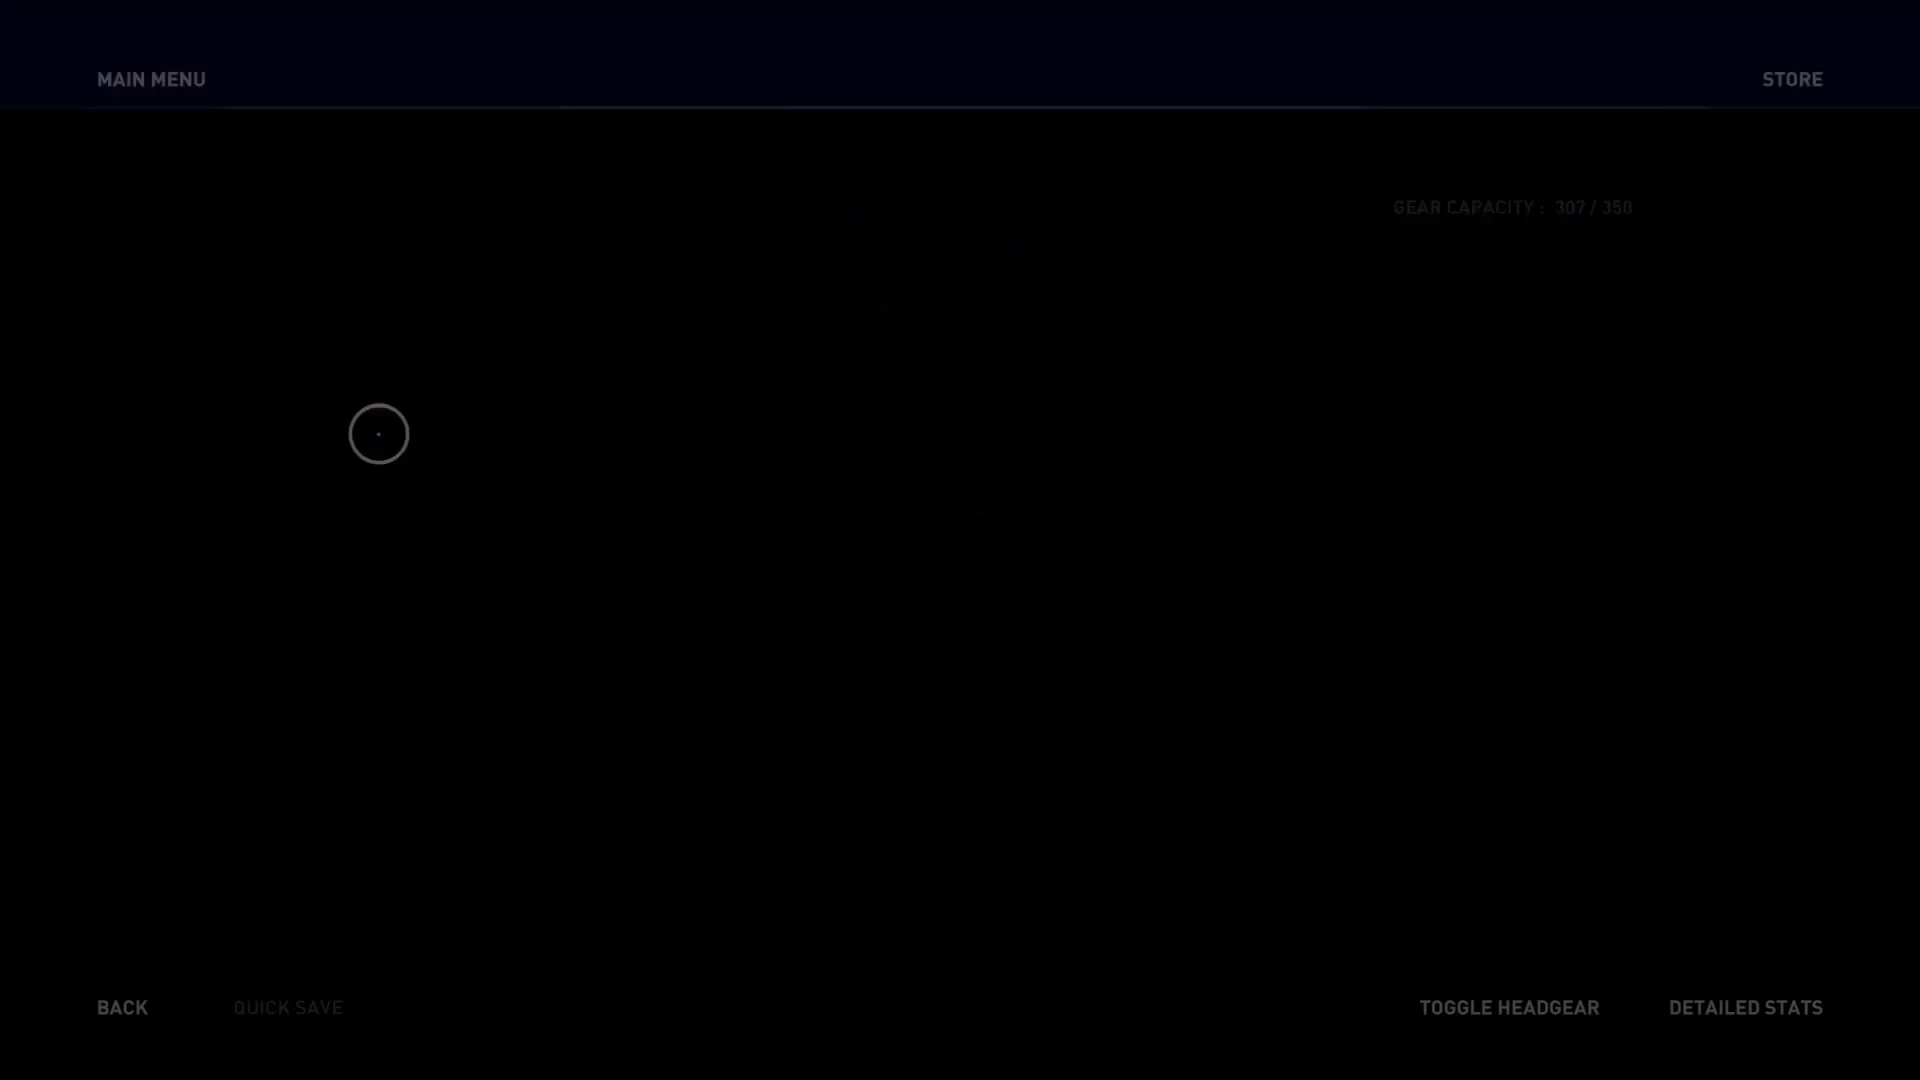 MAIN MENU
STORE
GEAR CAPACITY : 307 / 350
BACK
QUICK SAVE
TOGGLE HEADGEAR
DETAILED STATS